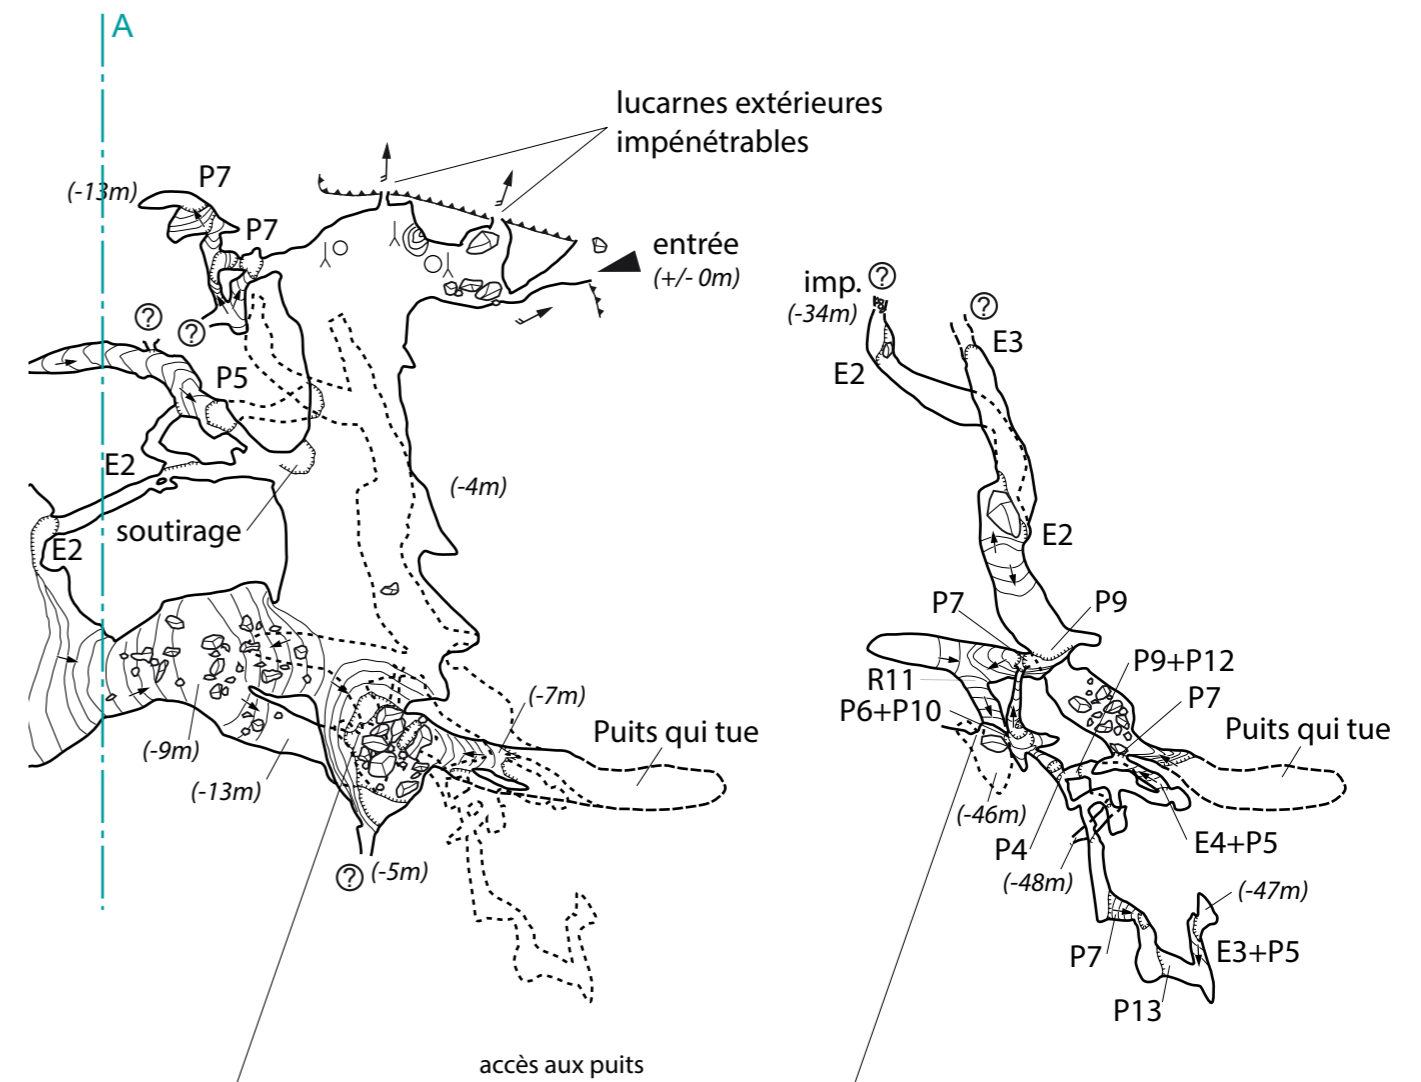 A
lucarnes extérieures
impénétrables
P7
(-13m)
P7
entrée
(+/- 0m)
imp.
?
(-34m)
?
E3
E2
?
?
P5
E2
(-4m)
soutirage
E2
E2
P7
P9
P9+P12
R11
P7
P6+P10
(-7m)
Puits qui tue
Puits qui tue
(-9m)
(-13m)
(-46m)
P4
E4+P5
?
(-5m)
(-48m)
(-47m)
P7
E3+P5
P13
accès aux puits